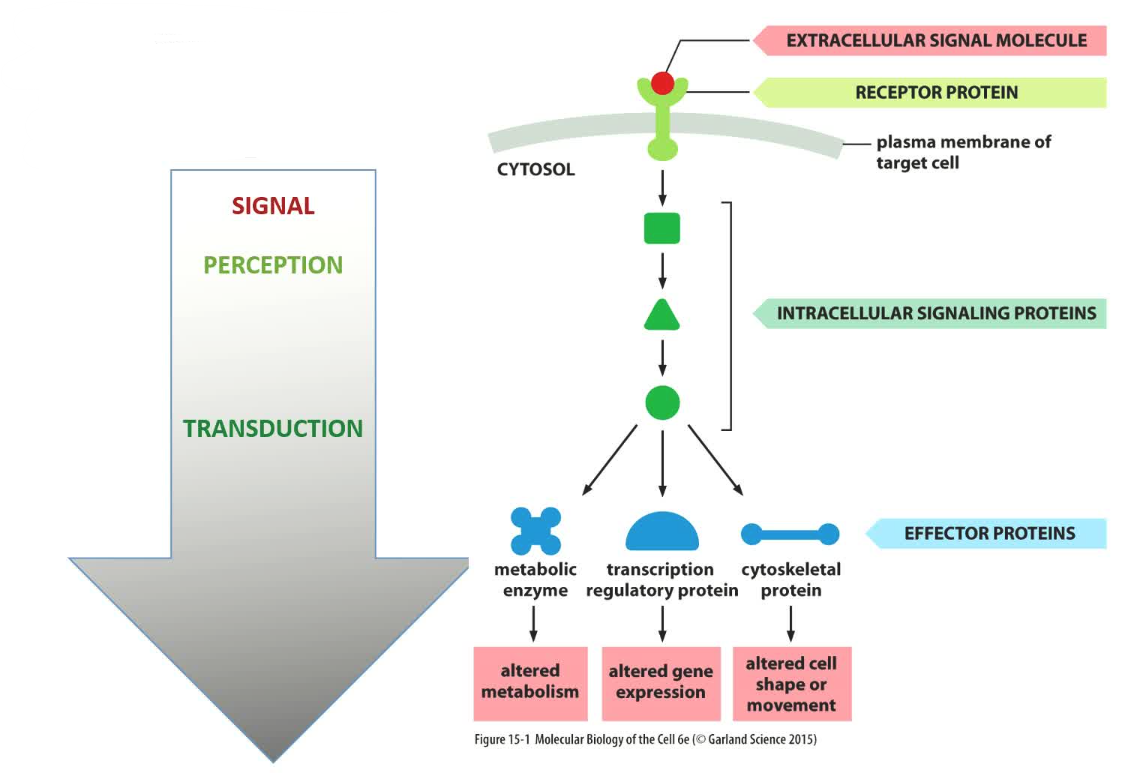 EXTRACELLULAR SIGNAL MOLECULE
RECEPTOR PROTEIN
plasma membrane of
target cell
CYTOSOL
SIGNAL
PERCEPTION
TRANSDUCTION
INTRACELLULAR SIGNALING PROTEINS
EFFECTOR PROTEINS
metabolic
enzyme
transcription
regulatory protein
cytoskeletal
protein
altered
metabolism
altered gene
expression
altered cell
shape or
movement
Figure 15-1 Molecular Biology of the Cell 6e (© Garland Science 2015)